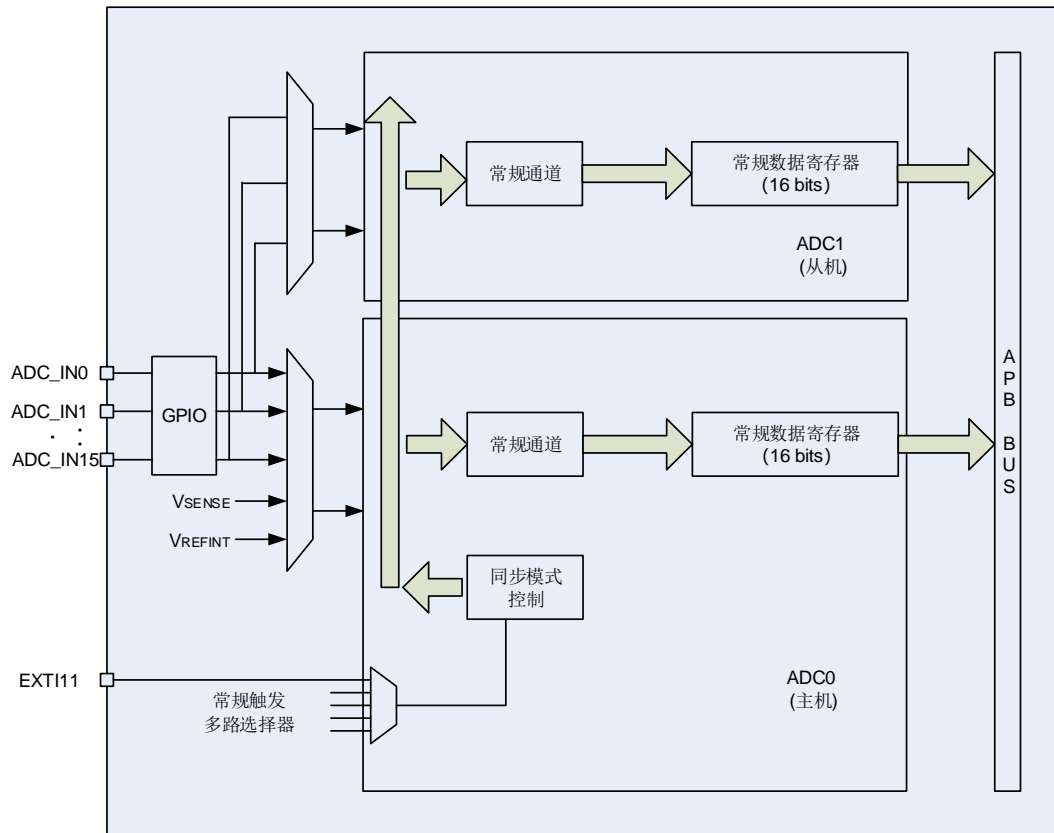 常规通道
常规数据寄存器
(16 bits)
ADC1
(从机)
ADC_IN0
ADC_IN1
ADC_IN15
GPIO
VSENSE
VREFINT
常规通道
常规数据寄存器
(16 bits)
同步模式
控制
EXTI11
常规触发
多路选择器
ADC0
(主机)
APB BUS